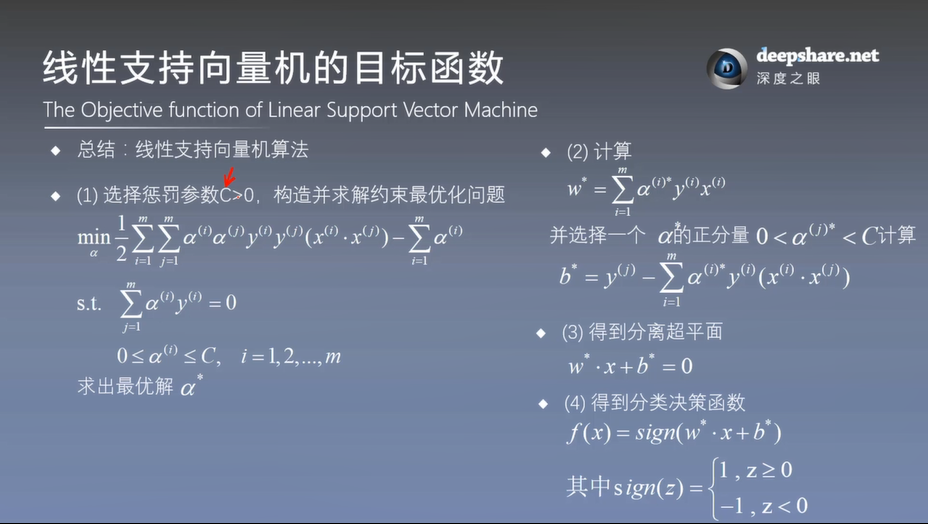 线性支持向量机的目标函数
deepshare.net
深度之眼
The Objective function of Linear Support Vector Machine
◆ 总结：线性支持向量机算法
◆ (1) 选择惩罚参数C>0，构造并求解约束最优化问题
\min_{\alpha} \frac{1}{2} \sum_{i=1}^{m} \sum_{j=1}^{m} \alpha^{(i)} \alpha^{(j)} y^{(i)} y^{(j)} (x^{(i)} \cdot x^{(j)}) - \sum_{i=1}^{m} \alpha^{(i)}
s.t. \sum_{j=1}^{m} \alpha^{(i)} y^{(i)} = 0
0 \leq \alpha^{(i)} \leq C, i = 1, 2, ..., m
求出最优解 \alpha^{*}
◆ (2) 计算
w^{*} = \sum_{i=1}^{m} \alpha^{(i)*} y^{(i)} x^{(i)}
并选择一个 \alpha^{*} 的正分量 0 < \alpha^{(j)*} < C 计算
b^{*} = y^{(j)} - \sum_{i=1}^{m} \alpha^{(i)*} y^{(i)} (x^{(i)} \cdot x^{(j)})
◆ (3) 得到分离超平面
w^{*} \cdot x + b^{*} = 0
◆ (4) 得到分类决策函数
f(x) = sign(w^{*} \cdot x + b^{*})
其中 sign(z) = \begin{cases} 1, z \geq 0 \\ -1, z < 0 \end{cases}